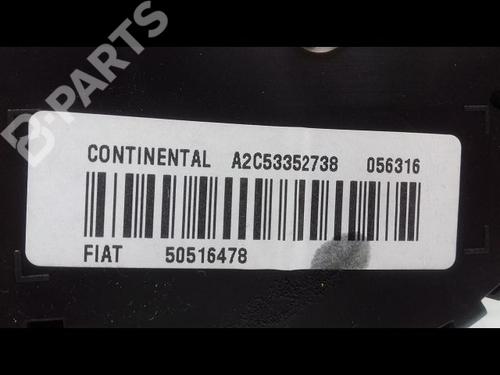 B-PARTS
CONTINENTAL A2C53352738 056316
FIAT 50516478